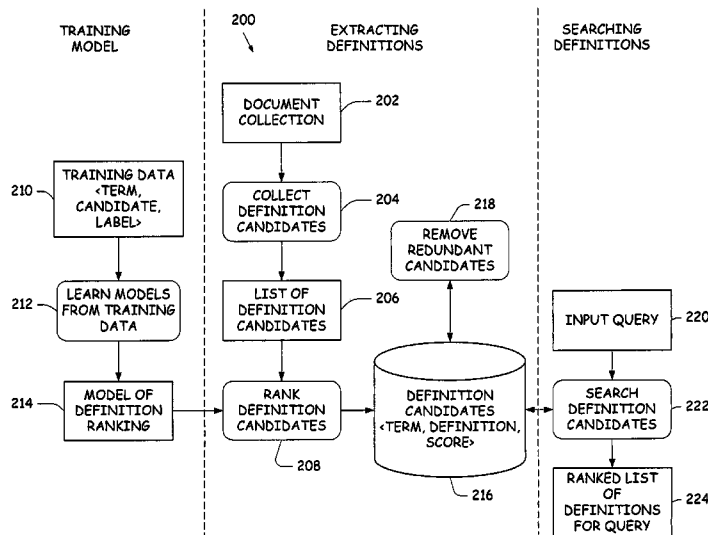 TRAINING
MODEL
200
EXTRACTING
DEFINITIONS
SEARCHING
DEFINITIONS
DOCUMENT
COLLECTION
202
210
TRAINING DATA
<TERM,
CANDIDATE,
LABEL>
COLLECT
DEFINITION
CANDIDATES
204
218
REMOVE
REDUNDANT
CANDIDATES
212
LEARN MODELS
FROM TRAINING
DATA
LIST OF
DEFINITION
CANDIDATES
206
INPUT QUERY
220
214
MODEL OF
DEFINITION
RANKING
RANK
DEFINITION
CANDIDATES
208
DEFINITION
CANDIDATES
<TERM, DEFINITION,
SCORE>
216
SEARCH
DEFINITION
CANDIDATES
222
RANKED LIST
OF
DEFINITIONS
FOR QUERY
224